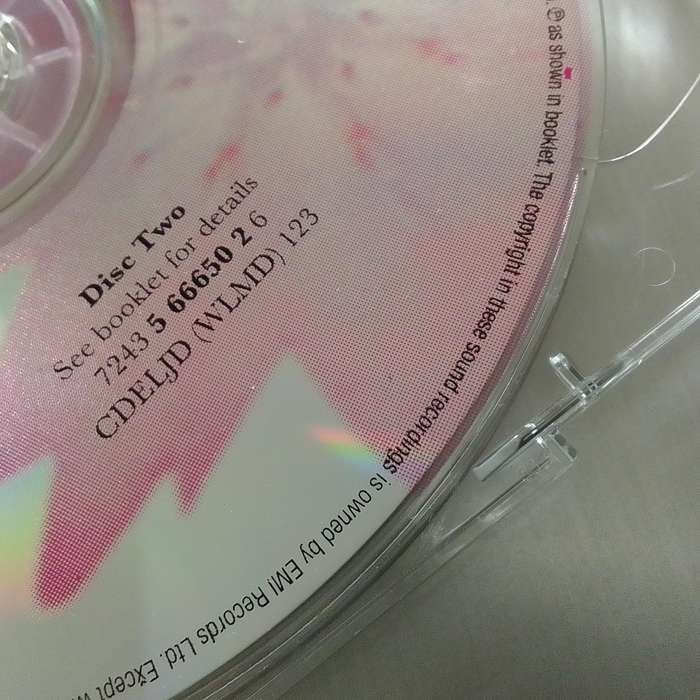 Disc Two
See booklet for details
7243 5 66650 2 6
CDELJD (WLMD) 123
℗ as shown in booklet. The copyright in these sound recordings is owned by EMI Records Ltd. Except